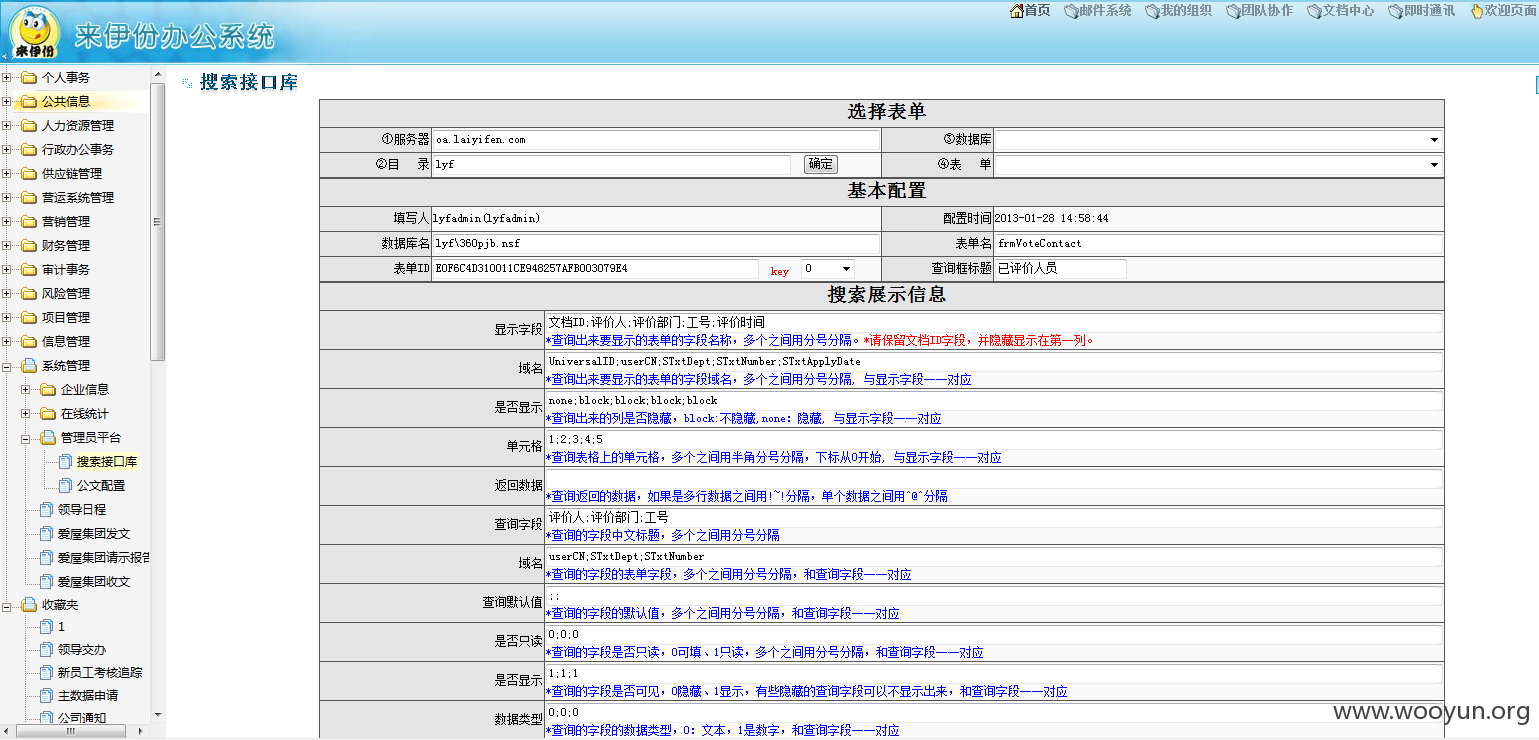 首页 邮件系统 我的组织 团队协作 文档中心 即时通讯 欢迎页面
来伊份
来伊份办公系统
个人事务
公共信息
人力资源管理
行政办公事务
供应链管理
营运系统管理
营销管理
财务管理
审计事务
风险管理
项目管理
信息管理
系统管理
企业信息
在线统计
管理员平台
搜索接口库
公文配置
领导日程
爱屋集团发文
爱屋集团请示报告
爱屋集团收文
收藏夹
1
领导交办
新员工考核追踪
主数据申请
公司通知
搜索接口库
选择表单
①服务器 oa.laiyifen.com ③数据库
②目 录 lyf 确定 ④表 单
基本配置
填写人 lyfadmin(lyfadmin) 配置时间 2013-01-28 14:58:44
数据库名 lyf\360pjb.nsf 表单名 frmVoteContact
表单ID E0F6C4D310011CE948257AFB003079E4 key 0 查询框标题 已评价人员
搜索展示信息
显示字段 文档ID;评价人;评价部门;工号;评价时间
*查询出来要显示的表单的字段名称，多个之间用分号分隔。*请保留文档ID字段，并隐藏显示在第一列。
域名 UniversalID;userCN;STxtDept;STxtNumber;STxtApplyDate
*查询出来要显示的表单的字段域名，多个之间用分号分隔, 与显示字段一一对应
是否显示 none;block;block;block;block
*查询出来的列是否隐藏，block:不隐藏,none: 隐藏, 与显示字段一一对应
单元格 1;2;3;4;5
*查询表格上的单元格，多个之间用半角分号分隔，下标从0开始, 与显示字段一一对应
返回数据
*查询返回的数据，如果是多行数据之间用!~!分隔，单个数据之间用^@^分隔
查询字段 评价人;评价部门;工号
*查询的字段中文标题，多个之间用分号分隔
域名 userCN;STxtDept;STxtNumber
*查询的字段的表单字段，多个之间用分号分隔，和查询字段一一对应
查询默认值 ;;
*查询的字段的默认值，多个之间用分号分隔，和查询字段一一对应
是否只读 0;0;0
*查询的字段是否只读，0可填、1只读，多个之间用分号分隔，和查询字段一一对应
是否显示 1;1;1
*查询的字段是否可见，0隐藏、1显示，有些隐藏的查询字段可以不显示出来，和查询字段一一对应
数据类型 0;0;0
*查询的字段的数据类型，0: 文本，1是数字，和查询字段一一对应
www.wooyun.org